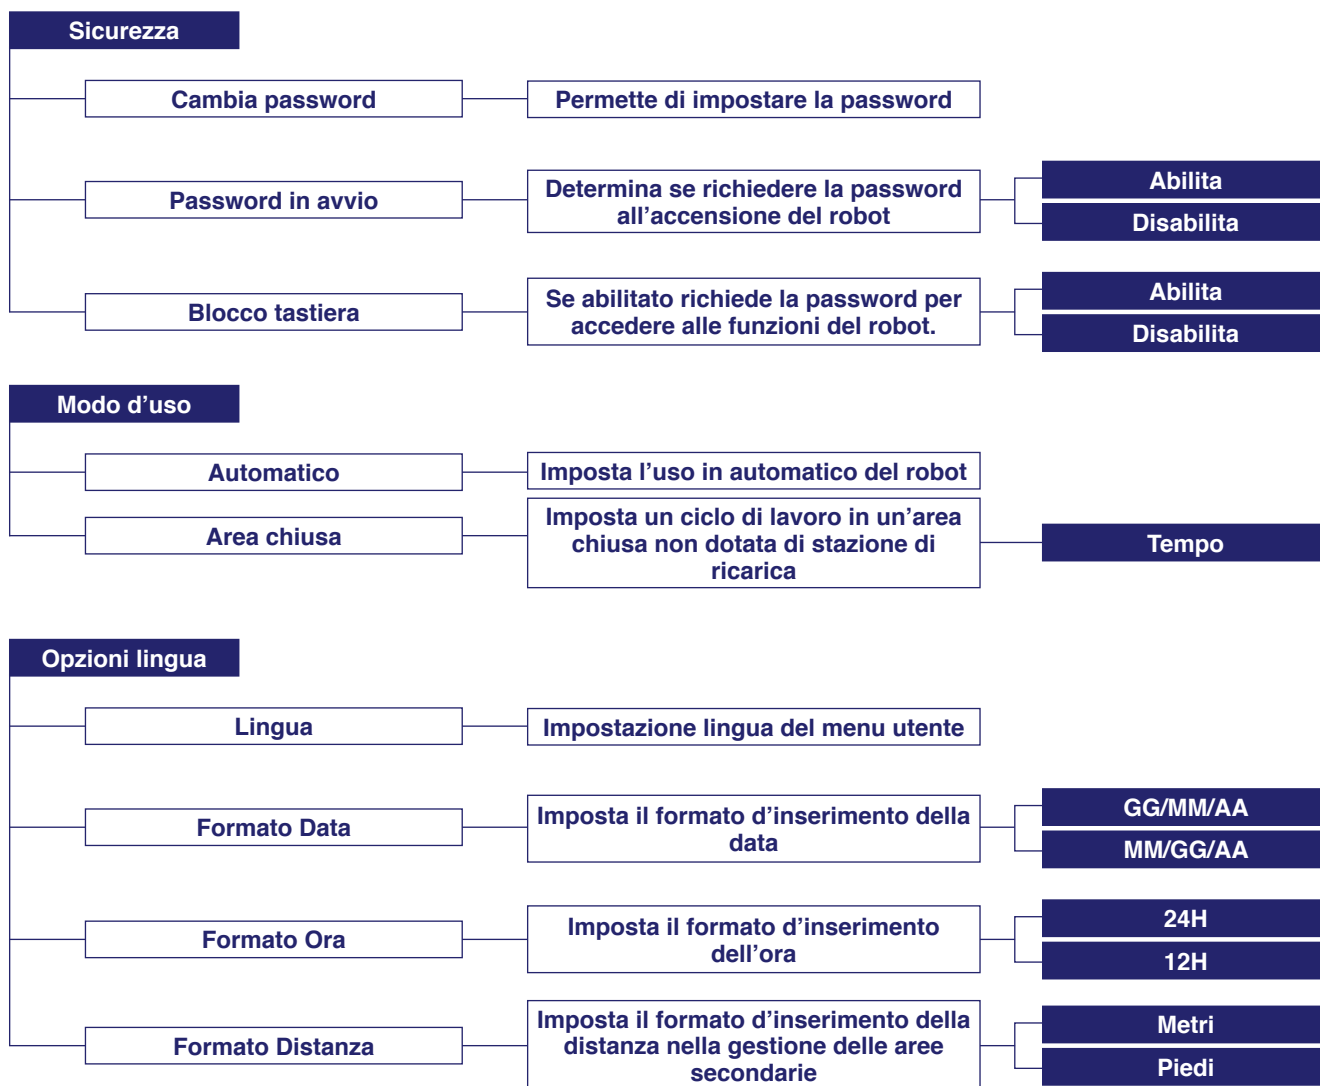 Sicurezza
Cambia password
Permette di impostare la password
Password in avvio
Determina se richiedere la password
all'accensione del robot
Abilita
Disabilita
Blocco tastiera
Se abilitato richiede la password per
accedere alle funzioni del robot.
Abilita
Disabilita
Modo d’uso
Automatico
Imposta l’uso in automatico del robot
Area chiusa
Imposta un ciclo di lavoro in un’area
chiusa non dotata di stazione di
ricarica
Tempo
Opzioni lingua
Lingua
Impostazione lingua del menu utente
Formato Data
Imposta il formato d’inserimento della
data
GG/MM/AA
MM/GG/AA
Formato Ora
Imposta il formato d’inserimento
dell’ora
24H
12H
Formato Distanza
Imposta il formato d’inserimento della
distanza nella gestione delle aree
secondarie
Metri
Piedi